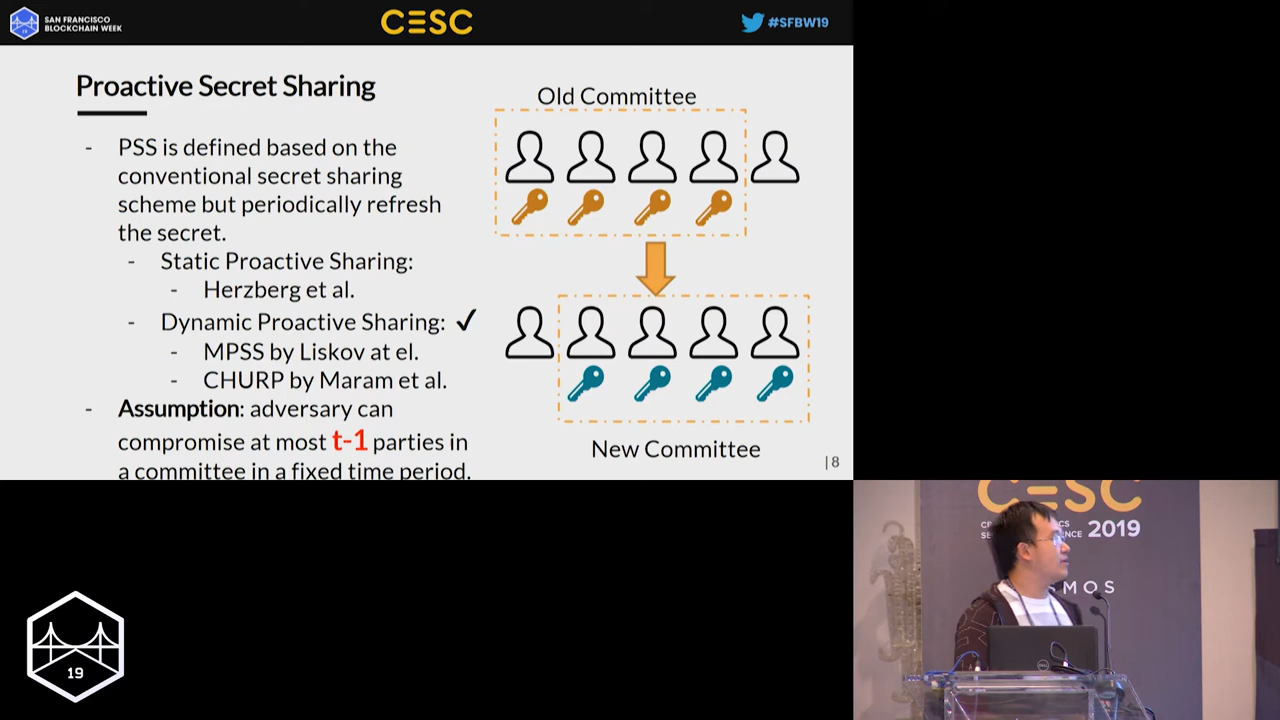 SAN FRANCISCO
BLOCKCHAIN WEEK
19
CESC
#SFBW19
Proactive Secret Sharing
- PSS is defined based on the
conventional secret sharing
scheme but periodically refresh
the secret.
- Static Proactive Sharing:
- Herzberg et al.
- Dynamic Proactive Sharing: ✓
- MPSS by Liskov at el.
- CHURP by Maram et al.
- Assumption: adversary can
compromise at most t-1 parties in
a committee in a fixed time period.
Old Committee
New Committee
|8
19
CESC
2019
MOS